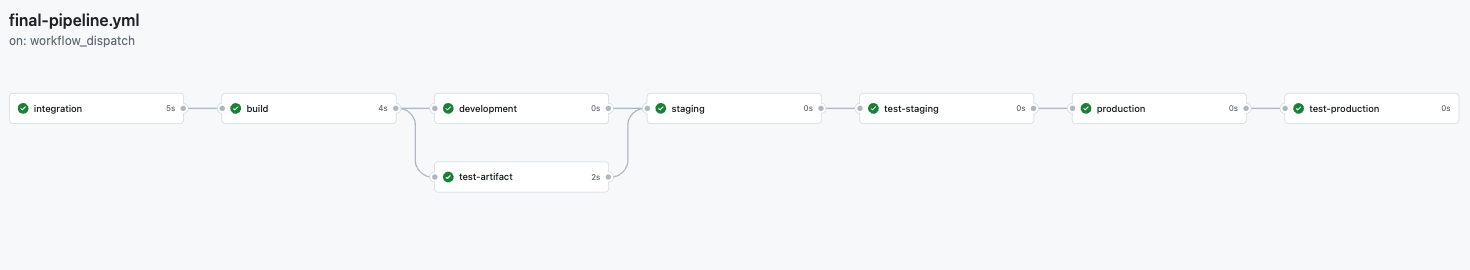 final-pipeline.yml
on: workflow_dispatch
integration 5s
build 4s
development 0s
staging 0s
test-staging 0s
production 0s
test-production 0s
test-artifact 2s